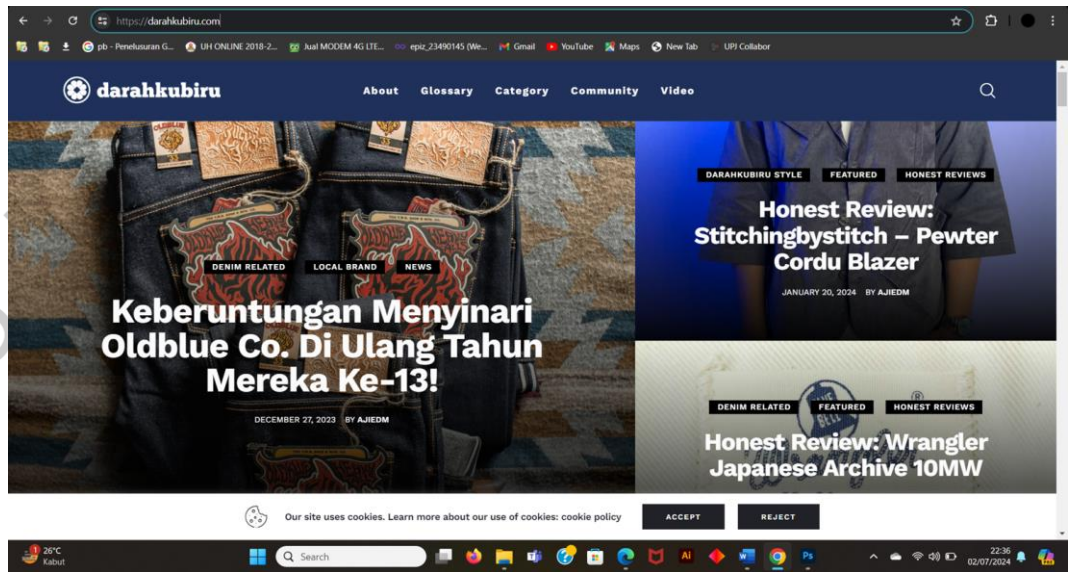 https://darahkubiru.com
pb - Penelusuran G...
UH ONLINE 2018-2...
Jual MODEM 4G LTE...
epiz_23490145 (We...
Gmail
YouTube
Maps
New Tab
UPJ Collabor
darahkubiru
About
Glossary
Category
Community
Video
DENIM RELATED
LOCAL BRAND
NEWS
Keberuntungan Menyinari
Oldblue Co. Di Ulang Tahun
Mereka Ke-13!
DECEMBER 27, 2023 BY AJIEDM
DARAHKUBIRU STYLE
FEATURED
HONEST REVIEWS
Honest Review:
Stitchingbystitch – Pewter
Cordu Blazer
JANUARY 20, 2024 BY AJIEDM
DENIM RELATED
FEATURED
HONEST REVIEWS
Honest Review: Wrangler
Japanese Archive 10MW
Our site uses cookies. Learn more about our use of cookies: cookie policy
ACCEPT
REJECT
26°C
Kabut
Search
22:36
02/07/2024